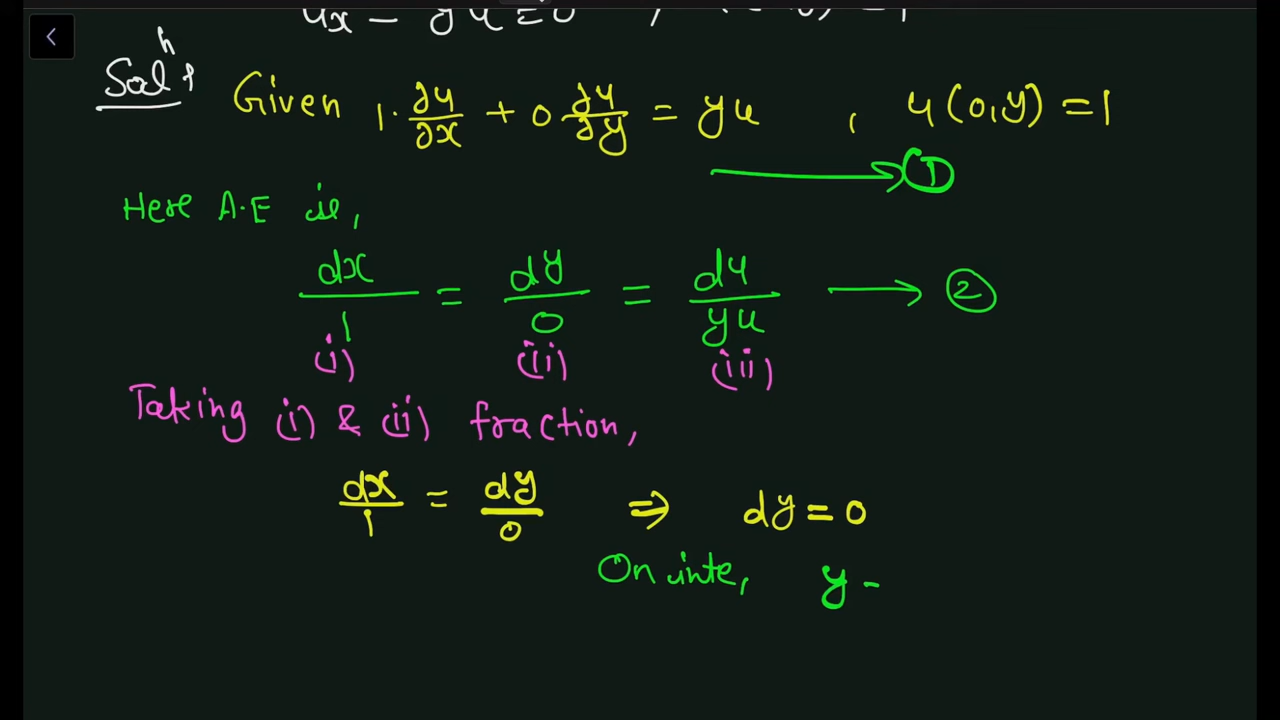 Solⁿ:
Given 1·∂u/∂x + 0 ∂u/∂y = yu , u(0,y) = 1
→ ①
Here A·E is,
dx/1 = dy/0 = du/yu → ②
(i) (ii) (iii)
Taking (i) & (ii) fraction,
dx/1 = dy/0 ⇒ dy = 0
On inte, y -